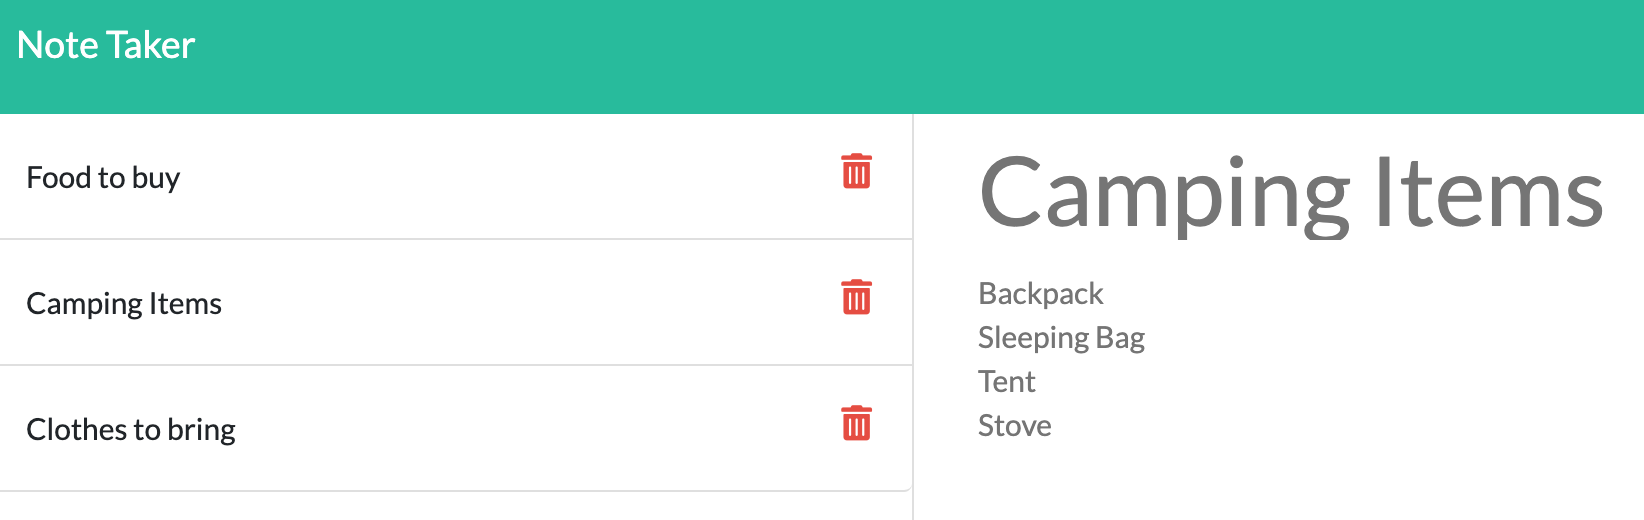 Note Taker
Food to buy
Camping Items
Clothes to bring
Camping Items
Backpack
Sleeping Bag
Tent
Stove